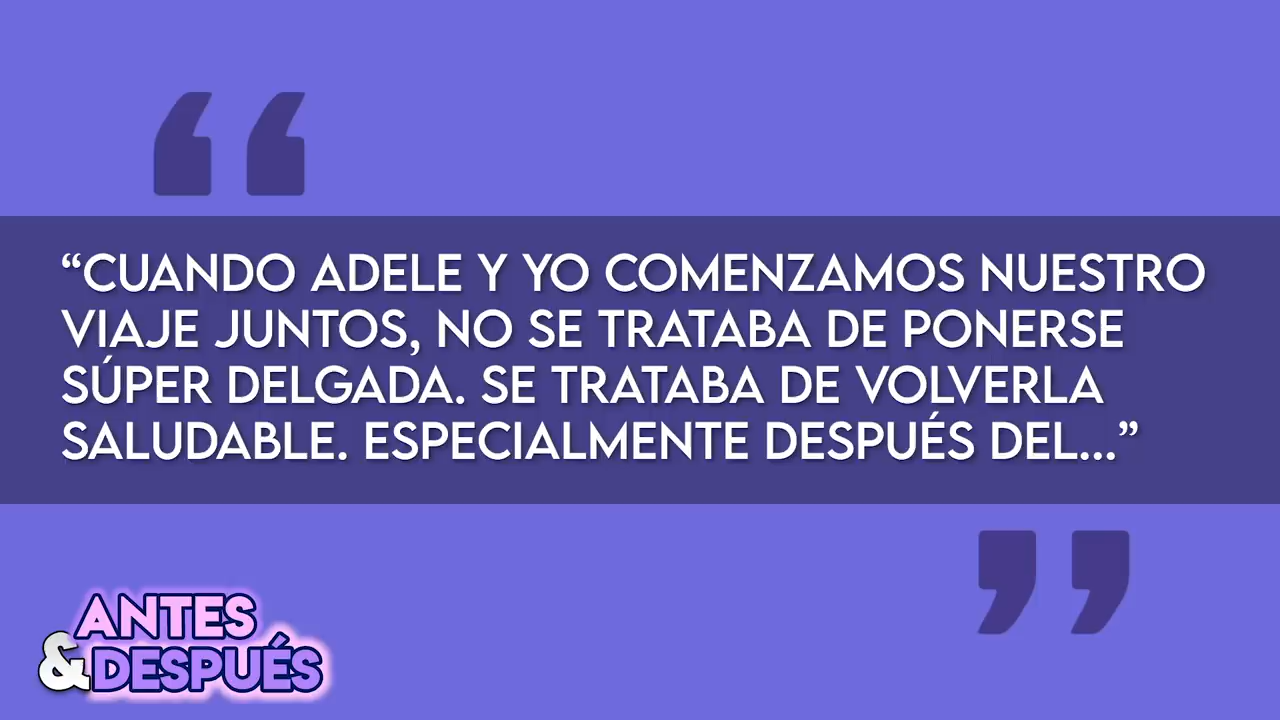 “CUANDO ADELE Y YO COMENZAMOS NUESTRO
VIAJE JUNTOS, NO SE TRATABA DE PONERSE
SÚPER DELGADA. SE TRATABA DE VOLVERLA
SALUDABLE. ESPECIALMENTE DESPUÉS DEL...”
ANTES
&DESPUÉS